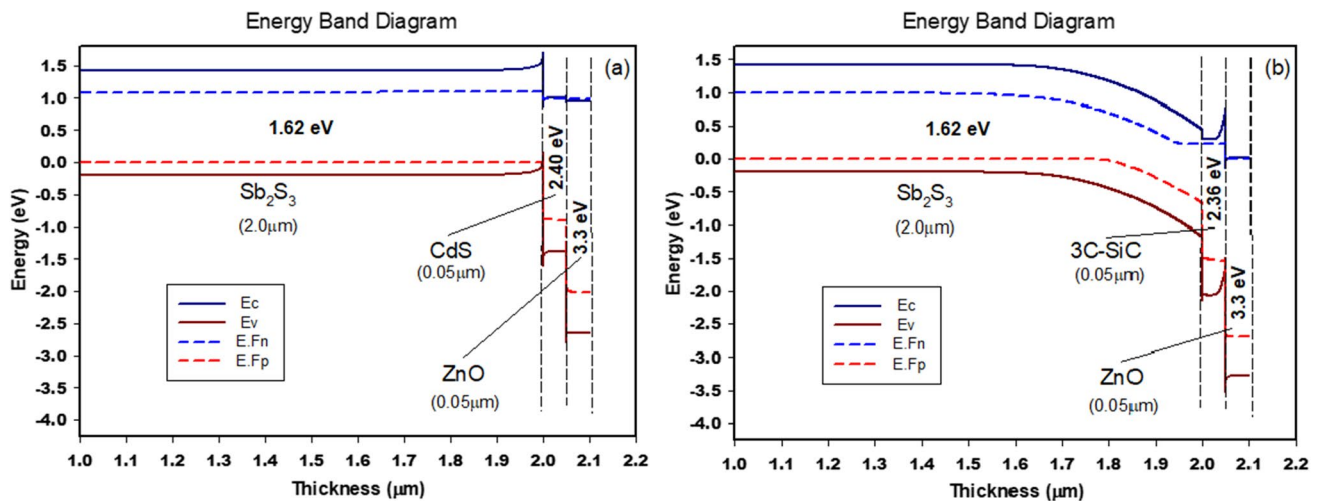 Energy Band Diagram
(a)
1.5
1.0
0.5
0.0
-0.5
-1.0
-1.5
-2.0
-2.5
-3.0
-3.5
-4.0
Energy (eV)
1.62 eV
Sb₂S₃
(2.0μm)
2.40 eV
3.3 eV
CdS
(0.05μm)
ZnO
(0.05μm)
Ec
Ev
E.Fn
E.Fp
1.0 1.1 1.2 1.3 1.4 1.5 1.6 1.7 1.8 1.9 2.0 2.1 2.2
Thickness (μm)
Energy Band Diagram
(b)
1.5
1.0
0.5
0.0
-0.5
-1.0
-1.5
-2.0
-2.5
-3.0
-3.5
-4.0
Energy (eV)
1.62 eV
Sb₂S₃
(2.0μm)
2.36 eV
3.3 eV
3C-SiC
(0.05μm)
ZnO
(0.05μm)
Ec
Ev
E.Fn
E.Fp
1.0 1.1 1.2 1.3 1.4 1.5 1.6 1.7 1.8 1.9 2.0 2.1 2.2
Thickness (μm)